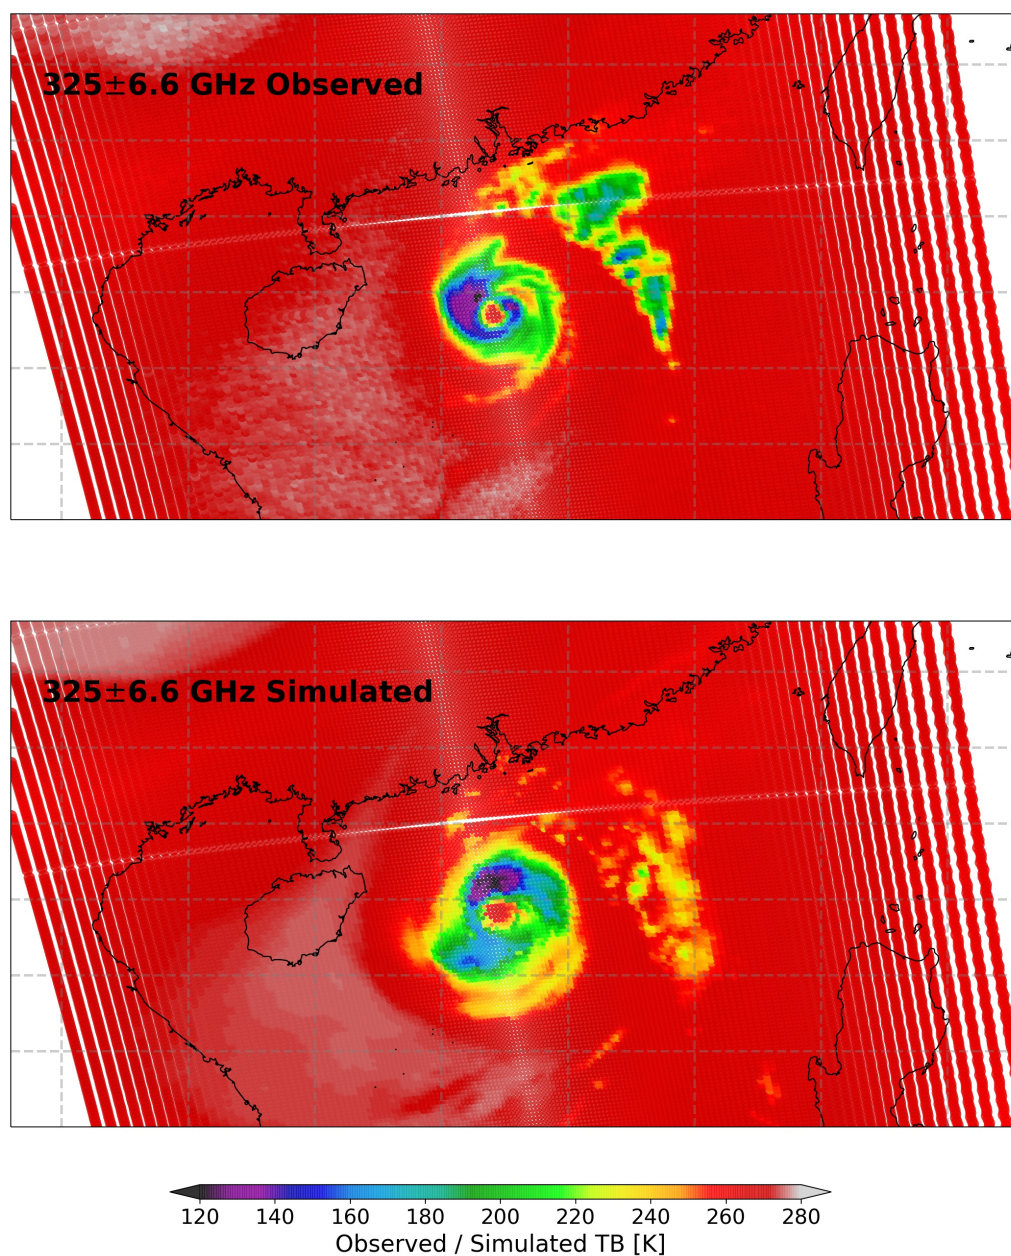 325±6.6 GHz Observed
325±6.6 GHz Simulated
120 140 160 180 200 220 240 260 280
Observed / Simulated TB [K]